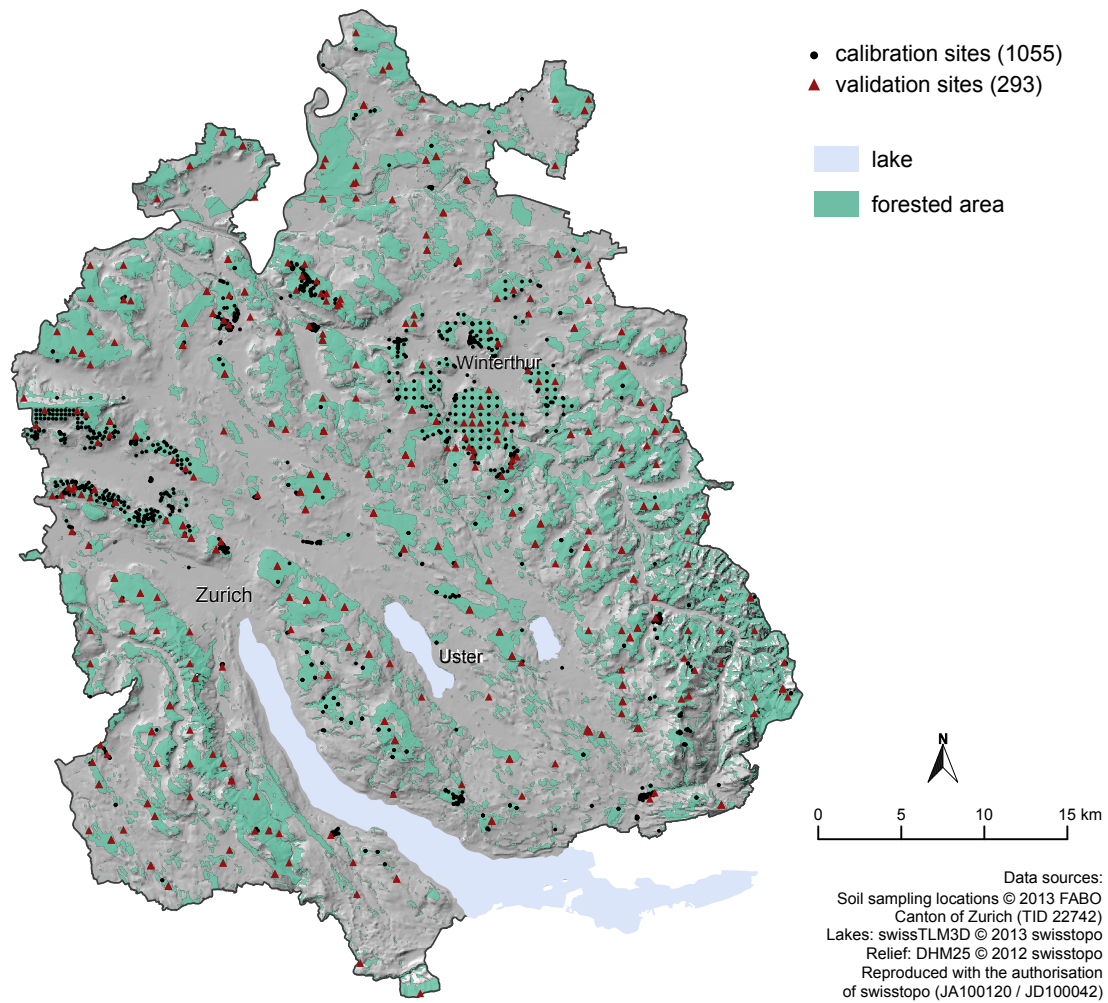 calibration sites (1055)
validation sites (293)
lake
forested area
Winterthur
Zurich
Uster
N
0 5 10 15 km
Data sources:
Soil sampling locations © 2013 FABO
Canton of Zurich (TID 22742)
Lakes: swissTLM3D © 2013 swisstopo
Relief: DHM25 © 2012 swisstopo
Reproduced with the authorisation
of swisstopo (JA100120 / JD100042)